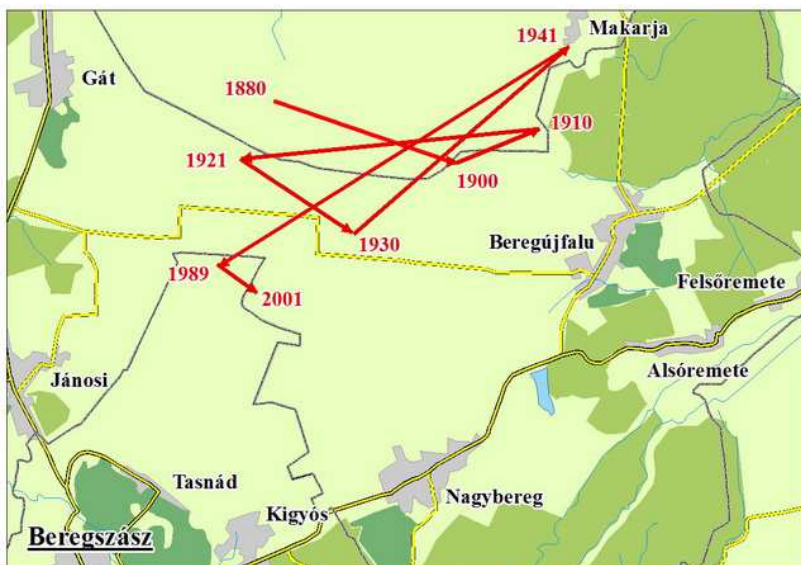 Makarja
1941
Gát
1880
1910
1921
1900
1930
Beregújfalu
1989
Felsőremete
2001
Jánosi
Alsóremete
Tasnád
Nagybereg
Kigyós
Beregszász